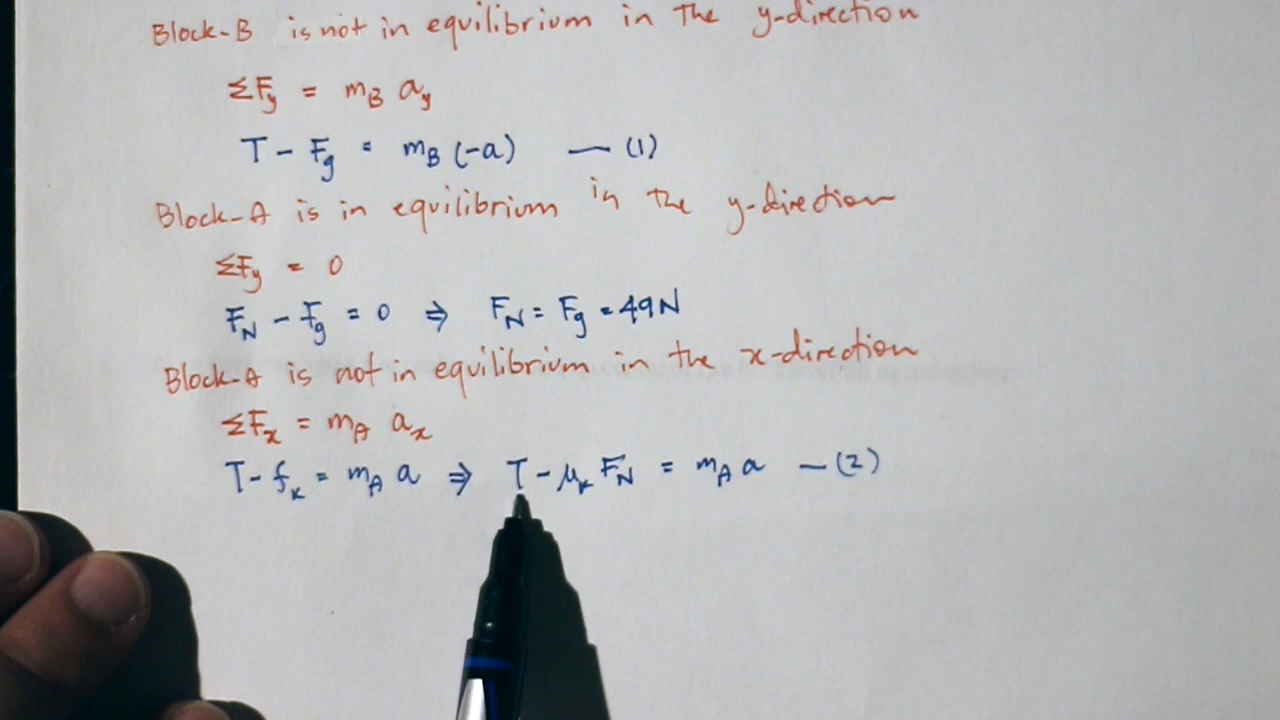 Block-B is not in equilibrium in the y-direction
ΣFy = mB ay
T - Fg = mB (-a) — (1)
Block-A is in equilibrium in the y-direction
ΣFy = 0
FN - Fg = 0 ⇒ FN = Fg = 49N
Block-A is not in equilibrium in the x-direction
ΣFx = mA ax
T - fk = mA a ⇒ T - μk FN = mA a — (2)